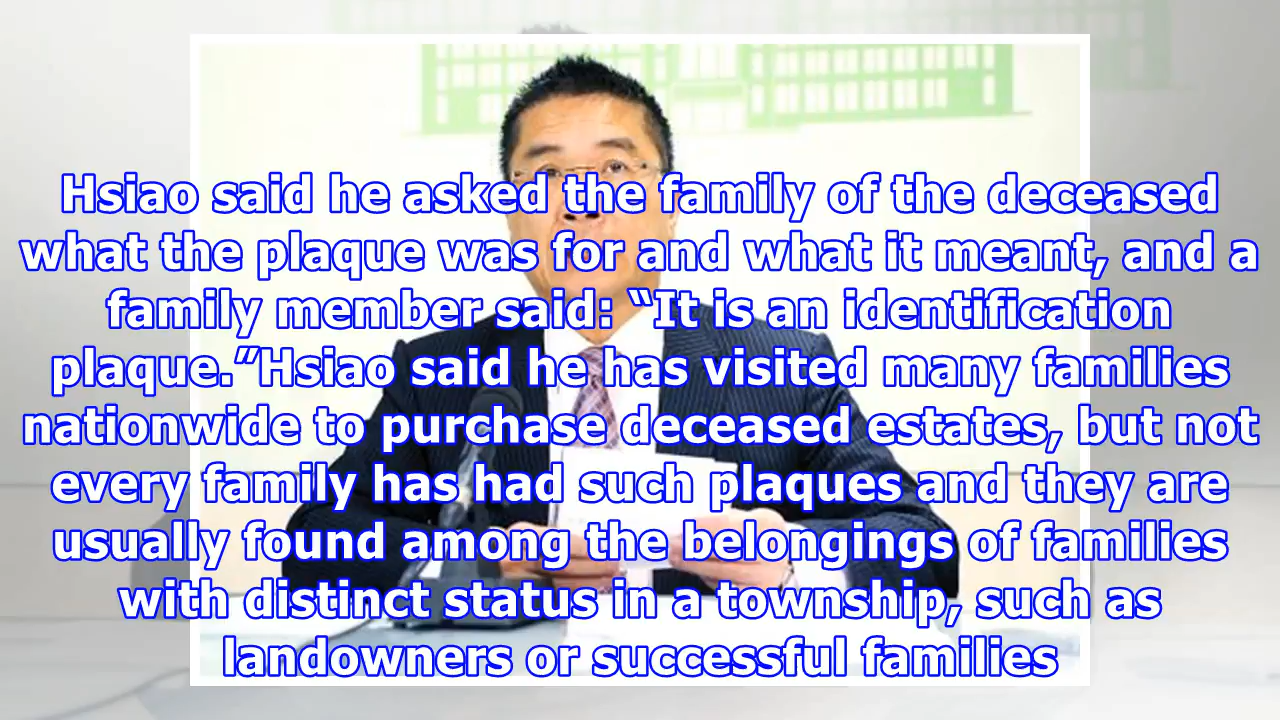 Hsiao said he asked the family of the deceased
what the plaque was for and what it meant, and a
family member said: “It is an identification
plaque.”Hsiao said he has visited many families
nationwide to purchase deceased estates, but not
every family has had such plaques and they are
usually found among the belongings of families
with distinct status in a township, such as
landowners or successful families